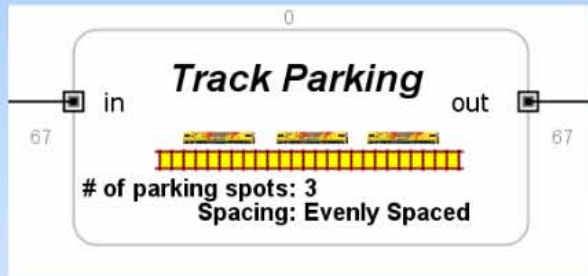 0
Track Parking
in
out
67
67
# of parking spots: 3
Spacing: Evenly Spaced